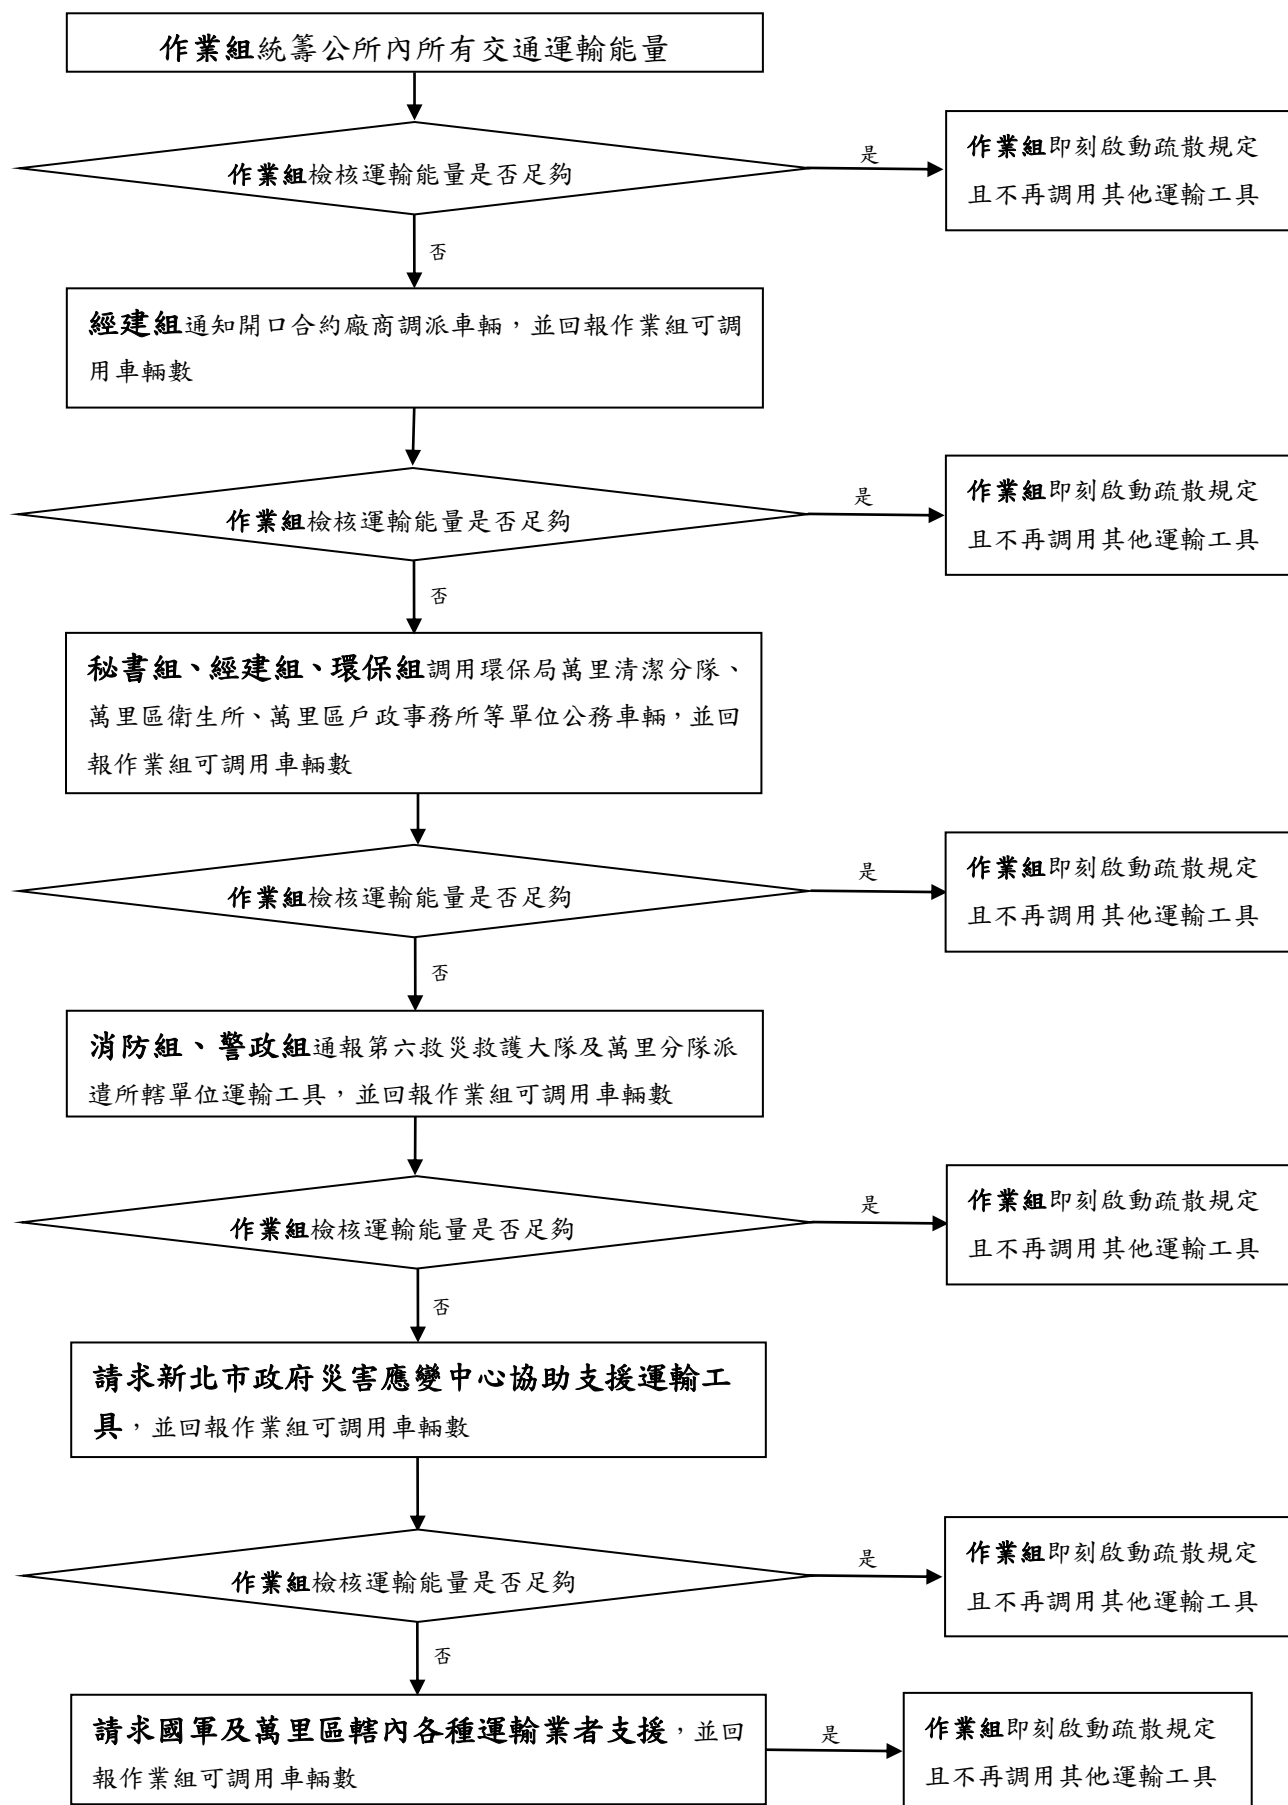 作業組統籌公所內所有交通運輸能量
作業組檢核運輸能量是否足夠
是
作業組即刻啟動疏散規定
且不再調用其他運輸工具
否
經建組通知開口合約廠商調派車輛，並回報作業組可調
用車輛數
作業組檢核運輸能量是否足夠
是
作業組即刻啟動疏散規定
且不再調用其他運輸工具
否
秘書組、經建組、環保組調用環保局萬里清潔分隊、
萬里區衛生所、萬里區戶政事務所等單位公務車輛，並回
報作業組可調用車輛數
作業組檢核運輸能量是否足夠
是
作業組即刻啟動疏散規定
且不再調用其他運輸工具
否
消防組、警政組通報第六救災救護大隊及萬里分隊派
遣所轄單位運輸工具，並回報作業組可調用車輛數
作業組檢核運輸能量是否足夠
是
作業組即刻啟動疏散規定
且不再調用其他運輸工具
否
請求新北市政府災害應變中心協助支援運輸工
具，並回報作業組可調用車輛數
作業組檢核運輸能量是否足夠
是
作業組即刻啟動疏散規定
且不再調用其他運輸工具
否
請求國軍及萬里區轄內各種運輸業者支援，並回
報作業組可調用車輛數
是
作業組即刻啟動疏散規定
且不再調用其他運輸工具